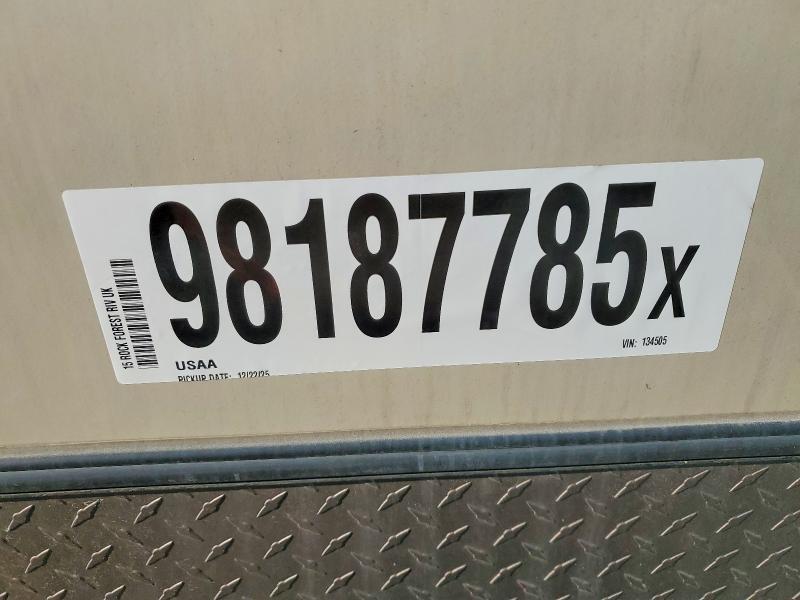 98187785x
15 ROCK FOREST RIV UK
USAA
VIN: 134505
PICKUP DATE: 12/22/25